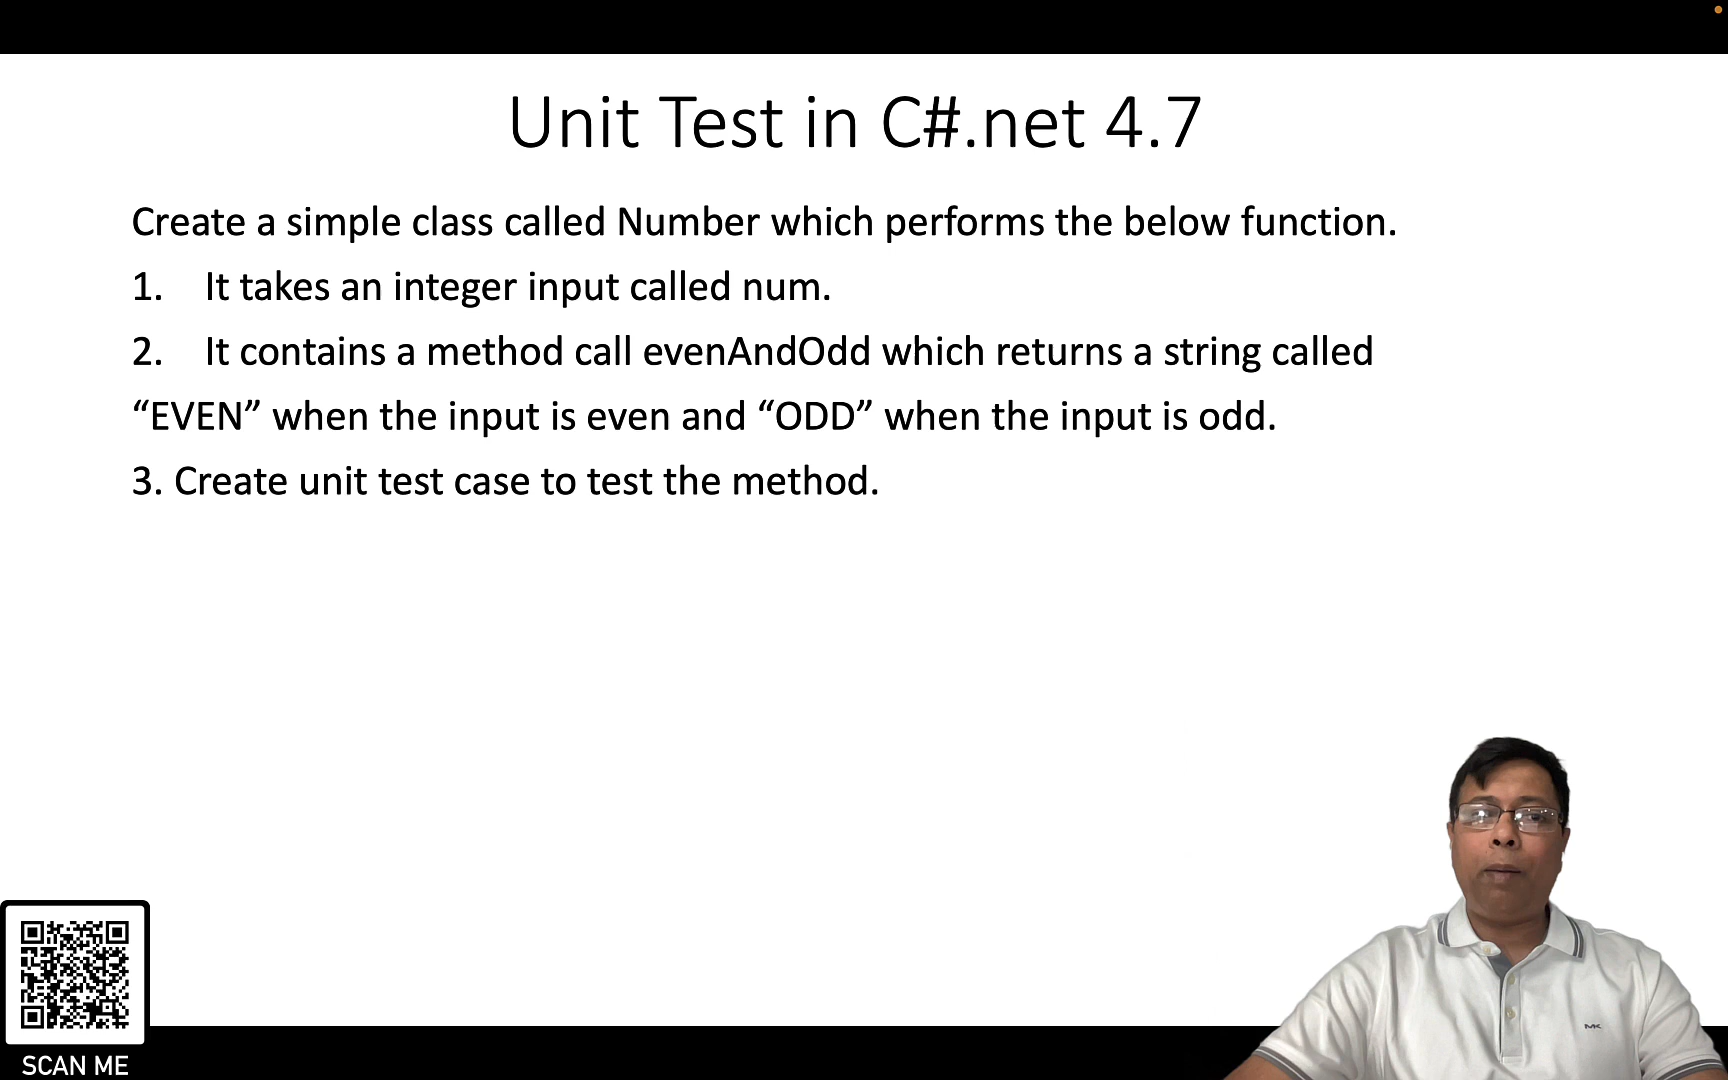 Unit Test in C#.net 4.7
Create a simple class called Number which performs the below function.
1. It takes an integer input called num.
2. It contains a method call evenAndOdd which returns a string called
“EVEN” when the input is even and “ODD” when the input is odd.
3. Create unit test case to test the method.
MK
SCAN ME